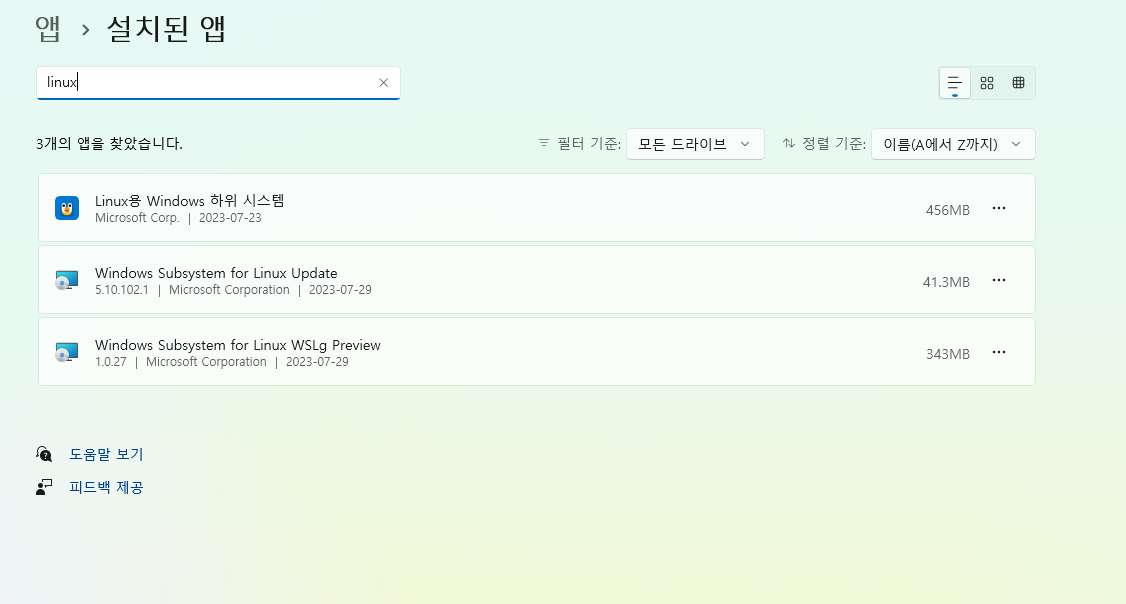 앱 › 설치된 앱
linux
3개의 앱을 찾았습니다. 필터 기준: 모든 드라이브 정렬 기준: 이름(A에서 Z까지)
Linux용 Windows 하위 시스템
Microsoft Corp. | 2023-07-23
456MB
Windows Subsystem for Linux Update
5.10.102.1 | Microsoft Corporation | 2023-07-29
41.3MB
Windows Subsystem for Linux WSLg Preview
1.0.27 | Microsoft Corporation | 2023-07-29
343MB
도움말 보기
피드백 제공